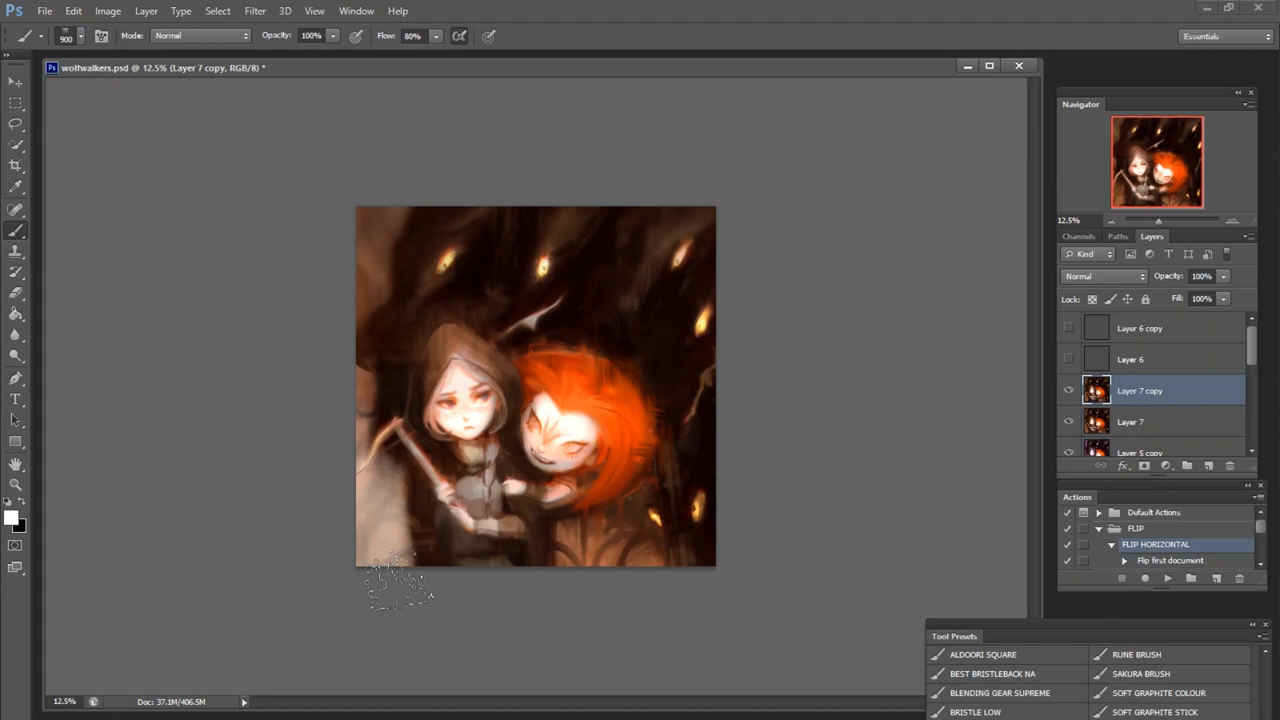 Ps File Edit Image Layer Type Select Filter 3D View Window Help
900 Mode: Normal Opacity: 100% Flow: 80% Essentials
Ps wolfwalkers.psd @ 12.5% (Layer 7 copy, RGB/8) *
Navigator
12.5%
Channels Paths Layers
Kind T
Normal Opacity: 100%
Lock: Fill: 100%
Layer 6 copy
Layer 6
Layer 7 copy
Layer 7
Layer 5 copy
fx
Actions
Default Actions
FLIP
FLIP HORIZONTAL
Flip first document
Tool Presets
ALDOORI SQUARE RUNE BRUSH
BEST BRISTLEBACK NA SAKURA BRUSH
BLENDING GEAR SUPREME SOFT GRAPHITE COLOUR
BRISTLE LOW SOFT GRAPHITE STICK
12.5% Doc: 37.1M/406.5M